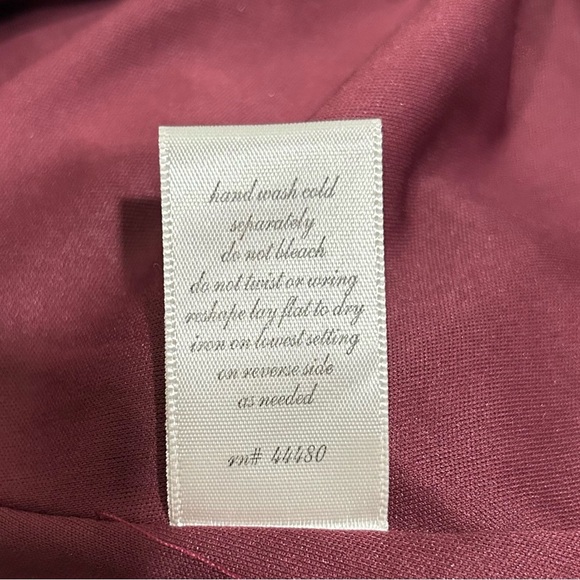 hand wash cold
separately
do not bleach
do not twist or wring
reshape lay flat to dry
iron on lowest setting
on reverse side
as needed
rn# 44480